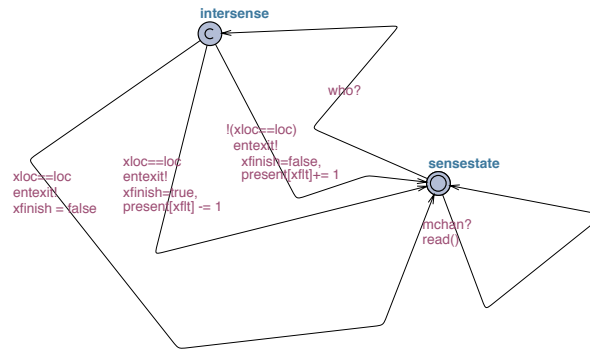 intersense
C
who?
!(xloc==loc)
entexit!
xfinish=false,
present[xflt]+= 1
xloc==loc
entexit!
xfinish=true,
present[xflt] -= 1
xloc==loc
entexit!
xfinish = false
sensestate
mchan?
read()